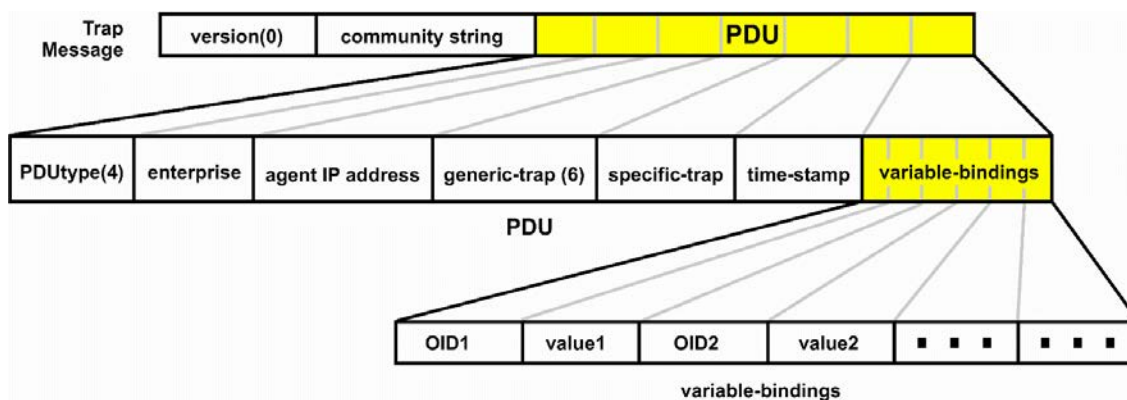 Trap
Message
version(0) community string PDU
PDUtype(4) enterprise agent IP address generic-trap (6) specific-trap time-stamp variable-bindings
PDU
OID1 value1 OID2 value2 ... ...
variable-bindings